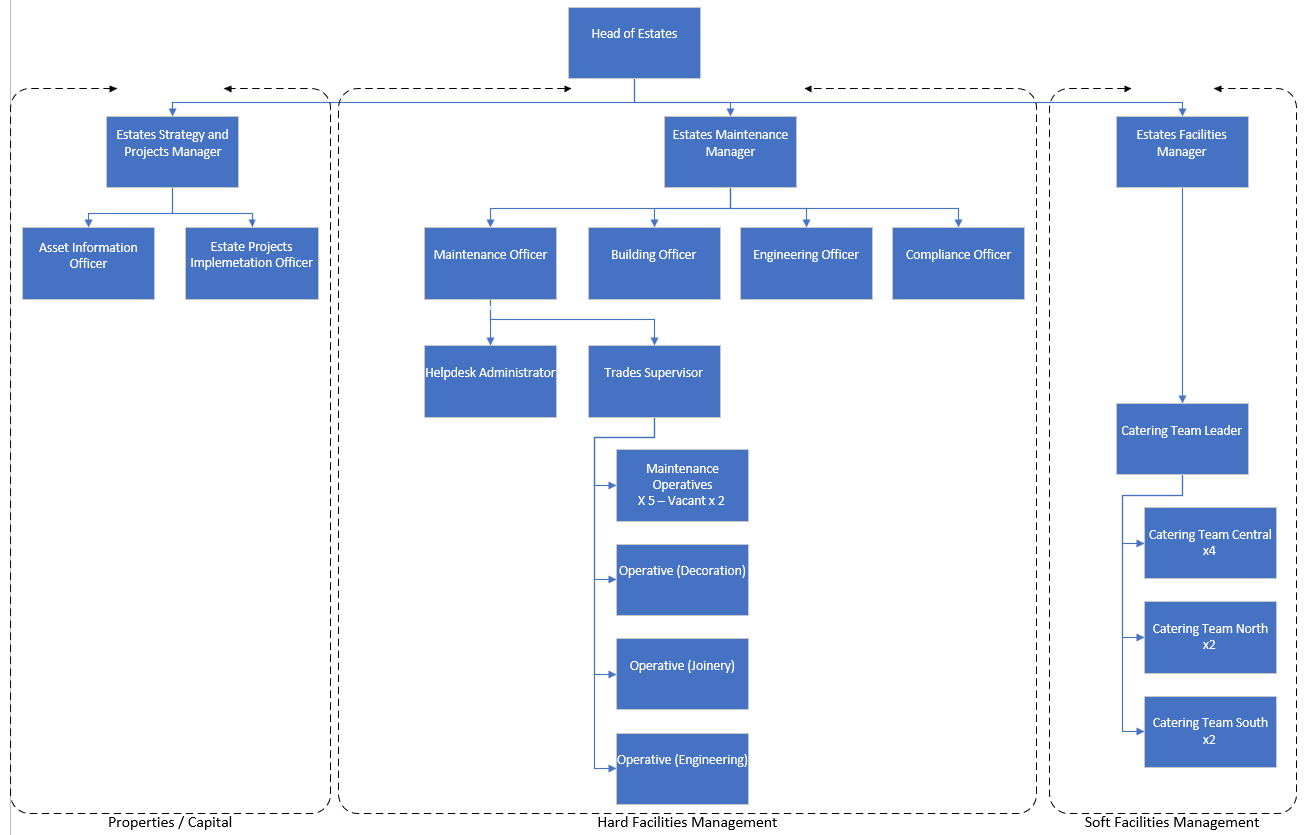 Head of Estates
Estates Strategy and
Projects Manager
Estates Maintenance
Manager
Estates Facilities
Manager
Asset Information
Officer
Estate Projects
Implemetation Officer
Maintenance Officer
Building Officer
Engineering Officer
Compliance Officer
Helpdesk Administrator
Trades Supervisor
Catering Team Leader
Maintenance
Operatives
X 5 – Vacant x 2
Operative (Decoration)
Operative (Joinery)
Operative (Engineering)
Catering Team Central
x4
Catering Team North
x2
Catering Team South
x2
Properties / Capital
Hard Facilities Management
Soft Facilities Management